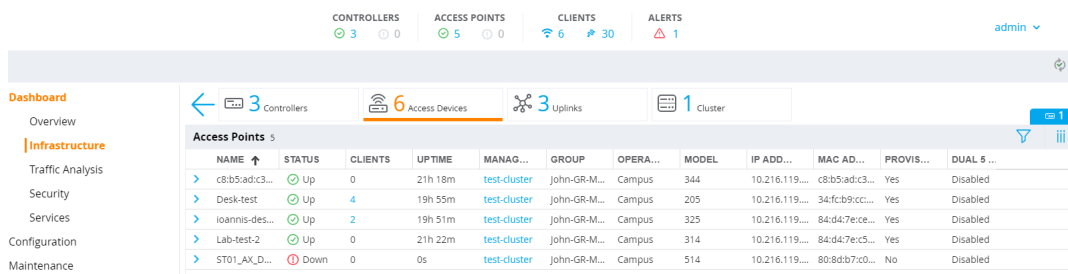 CONTROLLERS ACCESS POINTS CLIENTS ALERTS
3 0 5 0 6 30 1
admin
Dashboard
Overview
Infrastructure
Traffic Analysis
Security
Services
Configuration
Maintenance
3 Controllers 6 Access Devices 3 Uplinks 1 Cluster
1
Access Points 5
NAME STATUS CLIENTS UPTIME MANAG... GROUP OPERA... MODEL IP ADD... MAC AD... PROVIS... DUAL 5 ...
c8:b5:ad:c3... Up 0 21h 18m test-cluster John-GR-M... Campus 344 10.216.119.... c8:b5:ad:c3... Yes Disabled
Desk-test Up 4 19h 55m test-cluster John-GR-M... Campus 205 10.216.119.... 34:fc:b9:cc:... Yes Disabled
ioannis-des... Up 2 19h 51m test-cluster John-GR-M... Campus 325 10.216.119.... 84:d4:7e:ce... Yes Disabled
Lab-test-2 Up 0 21h 22m test-cluster John-GR-M... Campus 314 10.216.119.... 84:d4:7e:c5... Yes Disabled
ST01_AX_D... Down 0 0s test-cluster John-GR-M... Campus 514 10.216.119.... 80:8d:b7:c0... No Disabled